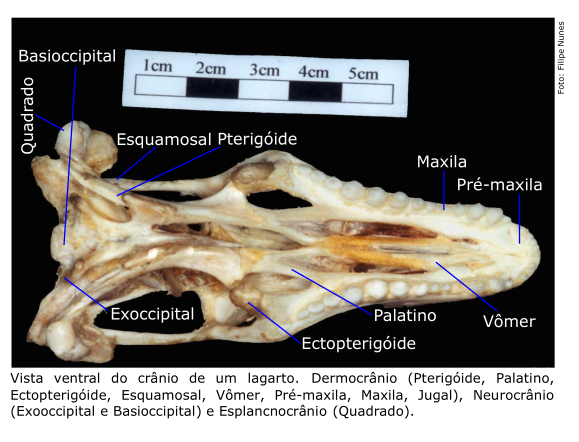 Foto: Filipe Nunes
Basioccipital
1cm 2cm 3cm 4cm 5cm
Quadrado
Esquamosal Pterigóide
Maxila
Pré-maxila
Exoccipital
Palatino
Vômer
Ectopterigóide
Vista ventral do crânio de um lagarto. Dermocrânio (Pterigóide, Palatino,
Ectopterigóide, Esquamosal, Vômer, Pré-maxila, Maxila, Jugal), Neurocrânio
(Exooccipital e Basioccipital) e Esplancnocrânio (Quadrado).